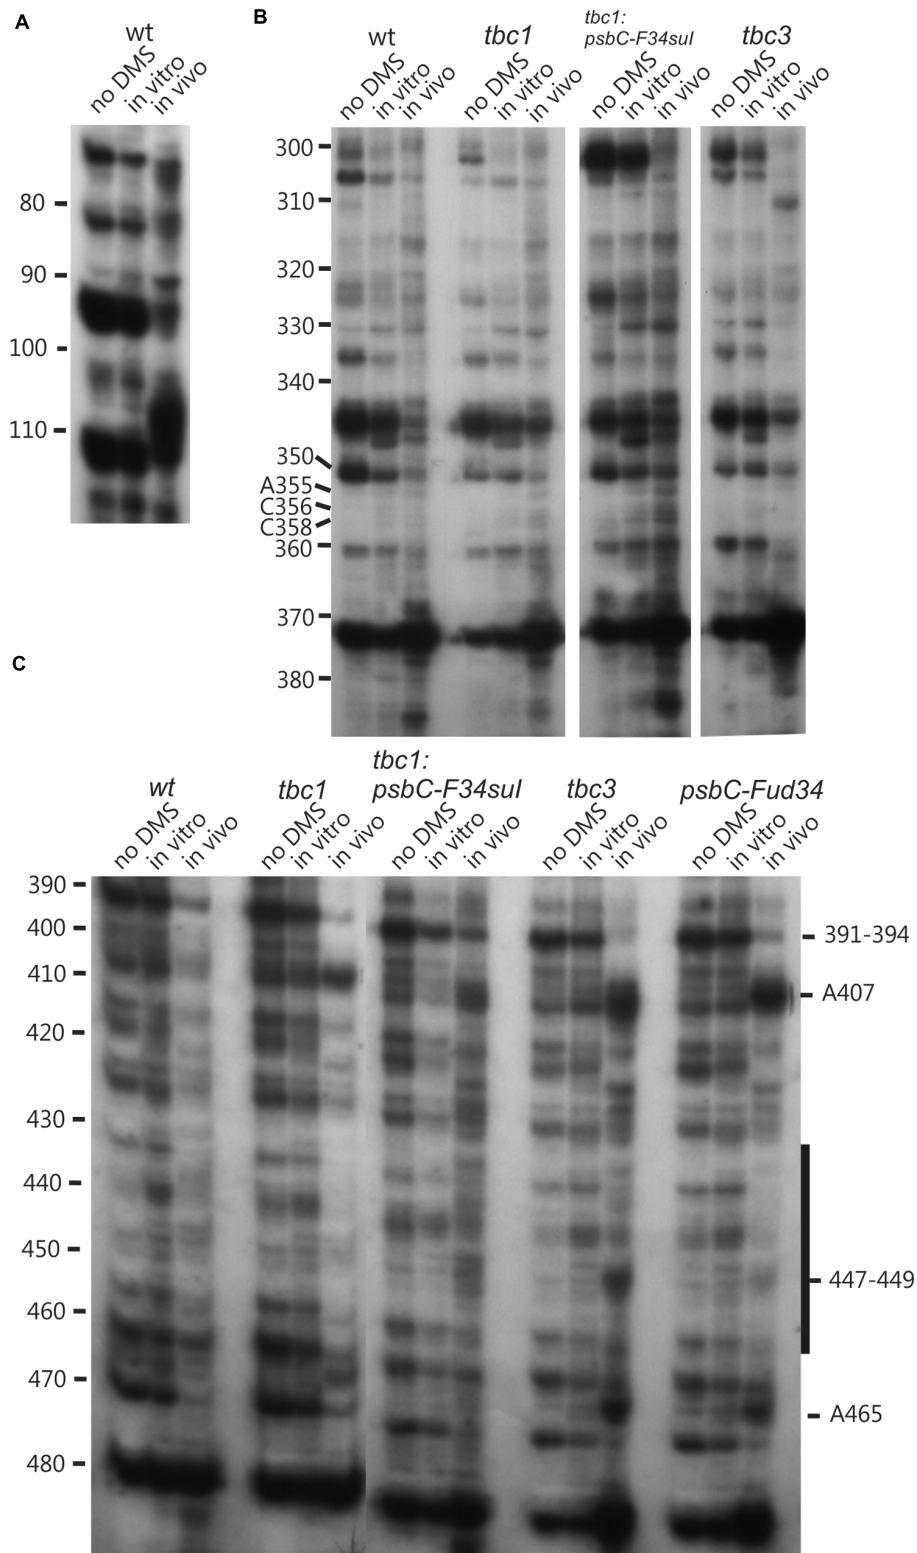 A
wt
no DMS
in vitro
in vivo
80
90
100
110
B
wt
tbc1
tbc1:
psbC-F34suI
tbc3
no DMS
in vitro
in vivo
no DMS
in vitro
in vivo
no DMS
in vitro
in vivo
no DMS
in vitro
in vivo
300
310
320
330
340
350
A355
C356
C358
360
370
380
C
wt
tbc1
tbc1:
psbC-F34suI
tbc3
psbC-Fud34
no DMS
in vitro
in vivo
no DMS
in vitro
in vivo
no DMS
in vitro
in vivo
no DMS
in vitro
in vivo
no DMS
in vitro
in vivo
390
400
410
420
430
440
450
460
470
480
391-394
A407
447-449
A465